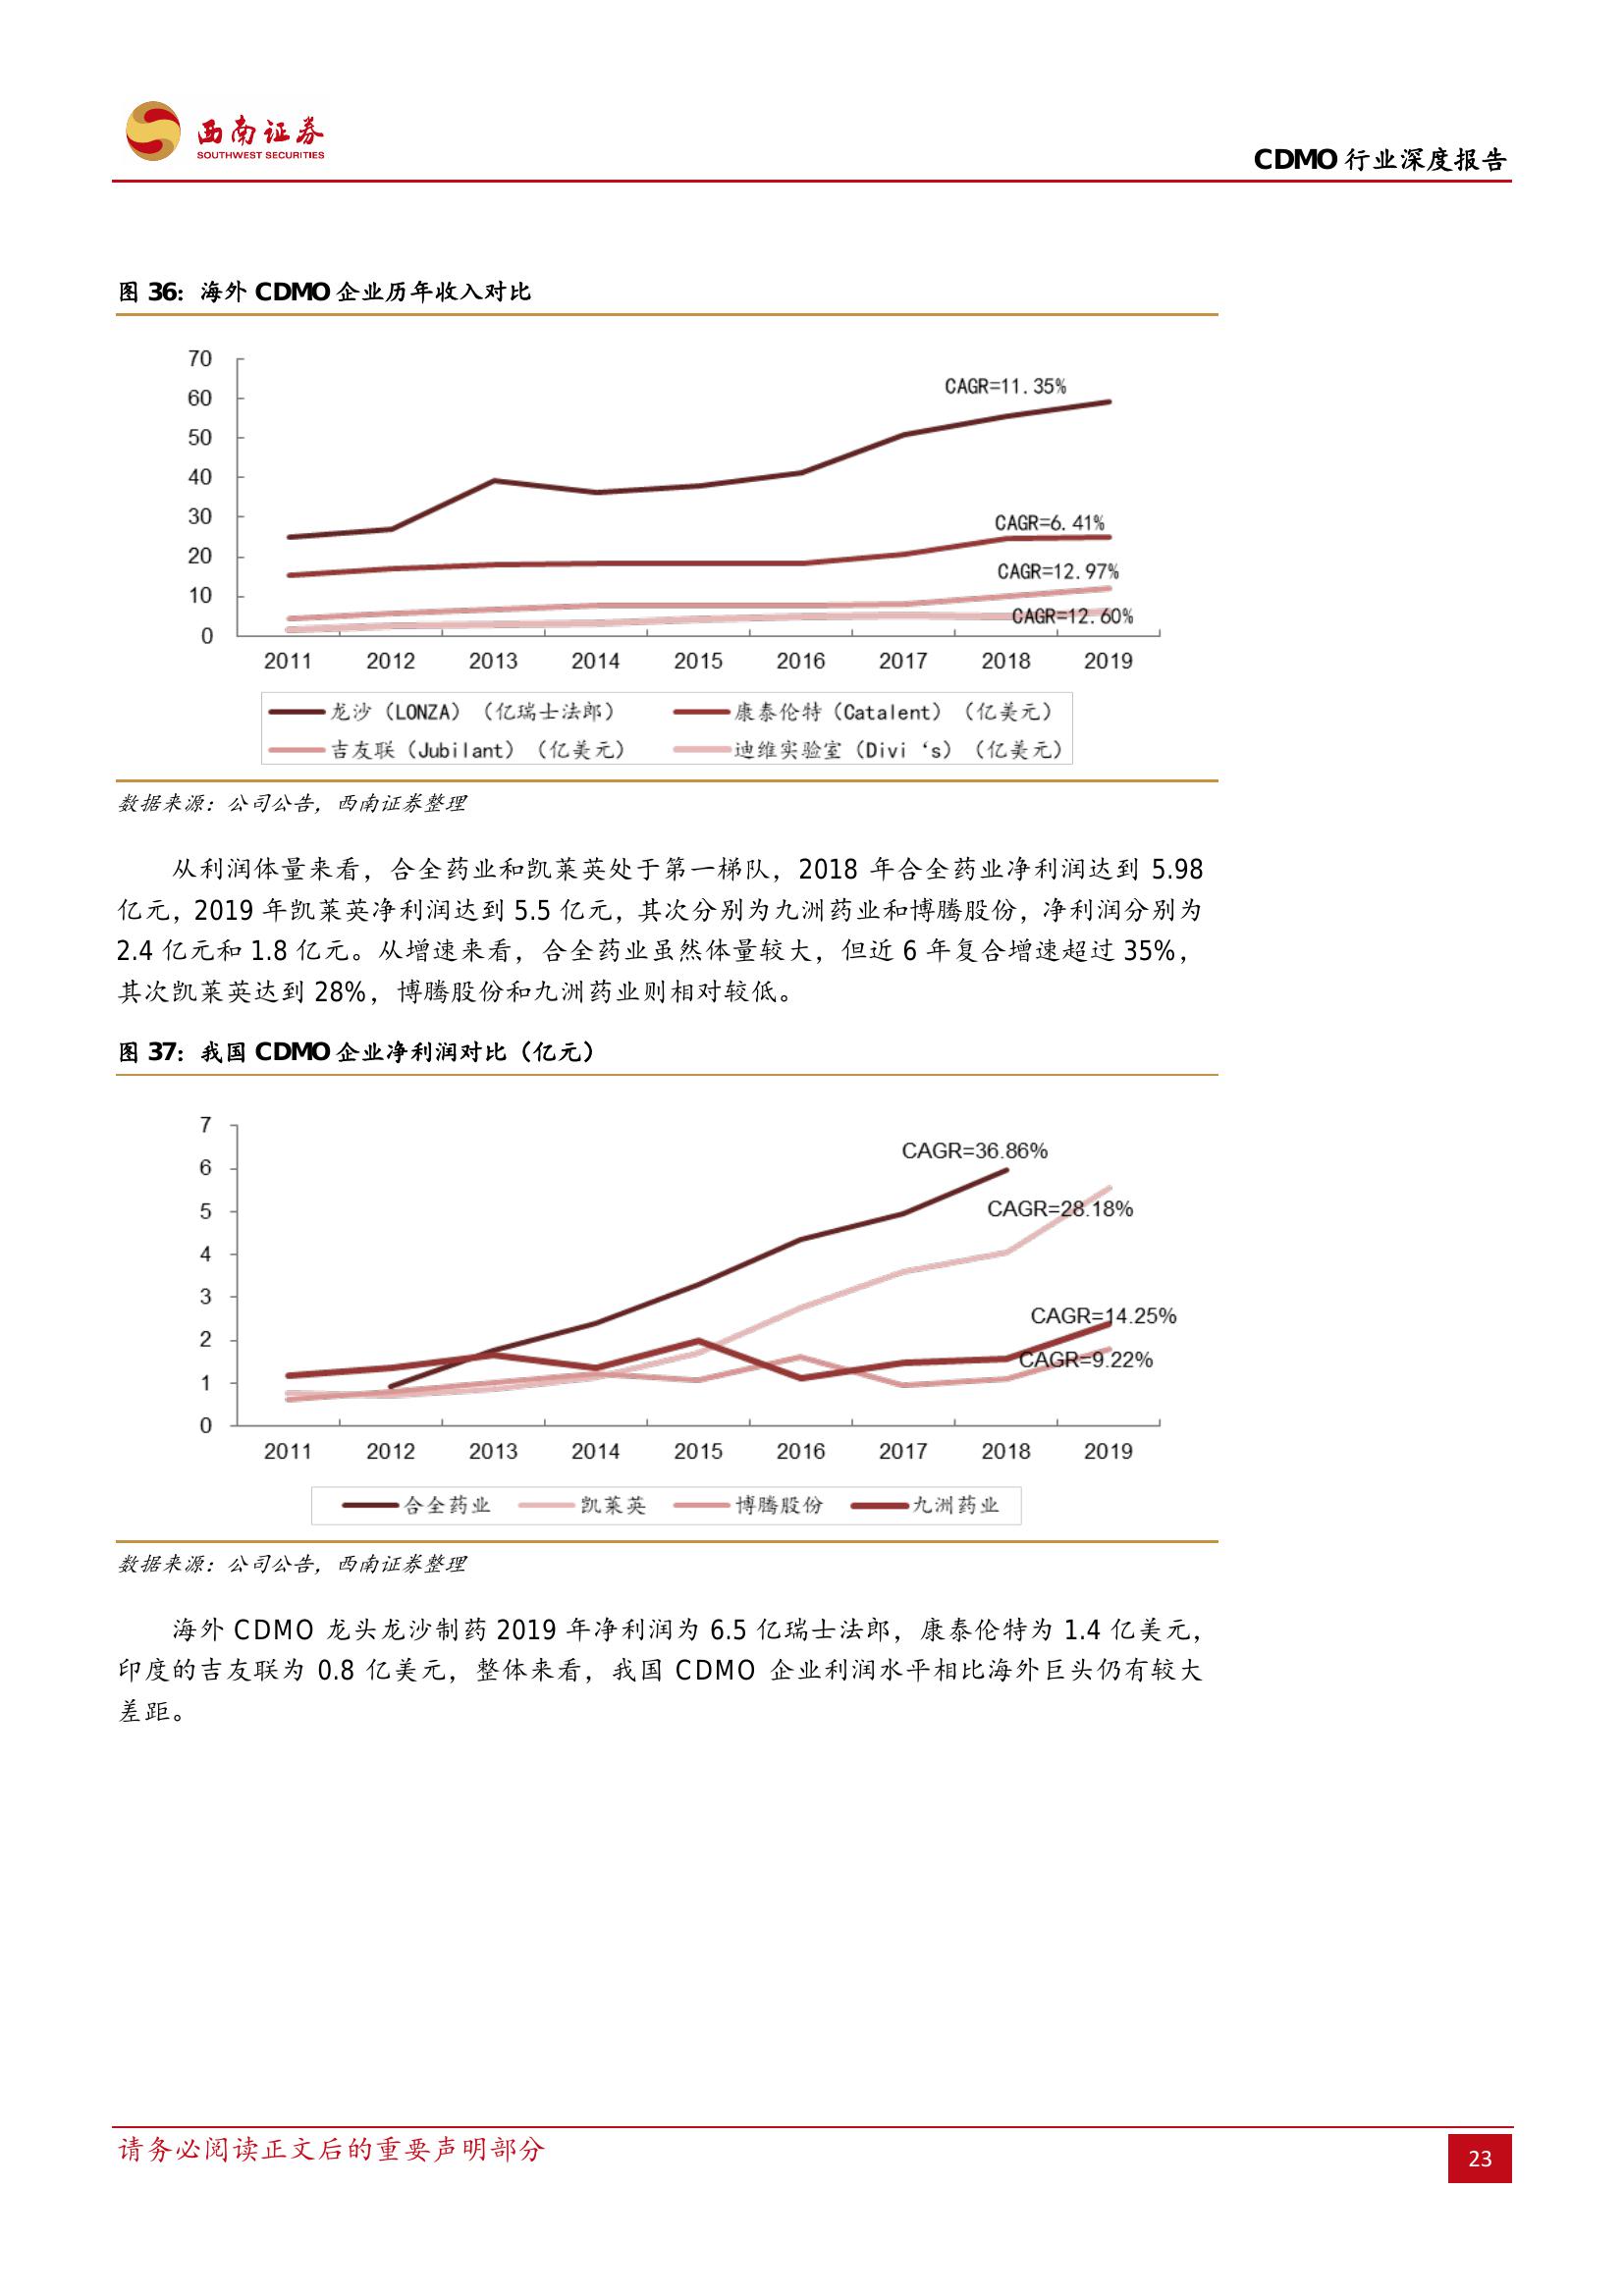 西南证券
SOUTHWEST SECURITIES
CDMO 行业深度报告
图 36：海外 CDMO 企业历年收入对比
70
60
50
40
30
20
10
0
CAGR=11.35%
CAGR=6.41%
CAGR=12.97%
CAGR=12.60%
2011 2012 2013 2014 2015 2016 2017 2018 2019
龙沙（LONZA）（亿瑞士法郎） 康泰伦特（Catalent）（亿美元）
吉友联（Jubilant）（亿美元） 迪维实验室（Divi‘s）（亿美元）
数据来源：公司公告，西南证券整理
从利润体量来看，合全药业和凯莱英处于第一梯队，2018 年合全药业净利润达到 5.98
亿元，2019 年凯莱英净利润达到 5.5 亿元，其次分别为九洲药业和博腾股份，净利润分别为
2.4 亿元和 1.8 亿元。从增速来看，合全药业虽然体量较大，但近 6 年复合增速超过 35%，
其次凯莱英达到 28%，博腾股份和九洲药业则相对较低。
图 37：我国 CDMO 企业净利润对比（亿元）
7
6
5
4
3
2
1
0
CAGR=36.86%
CAGR=28.18%
CAGR=14.25%
CAGR=9.22%
2011 2012 2013 2014 2015 2016 2017 2018 2019
合全药业 凯莱英 博腾股份 九洲药业
数据来源：公司公告，西南证券整理
海外 CDMO 龙头龙沙制药 2019 年净利润为 6.5 亿瑞士法郎，康泰伦特为 1.4 亿美元，
印度的吉友联为 0.8 亿美元，整体来看，我国 CDMO 企业利润水平相比海外巨头仍有较大
差距。
请务必阅读正文后的重要声明部分
23